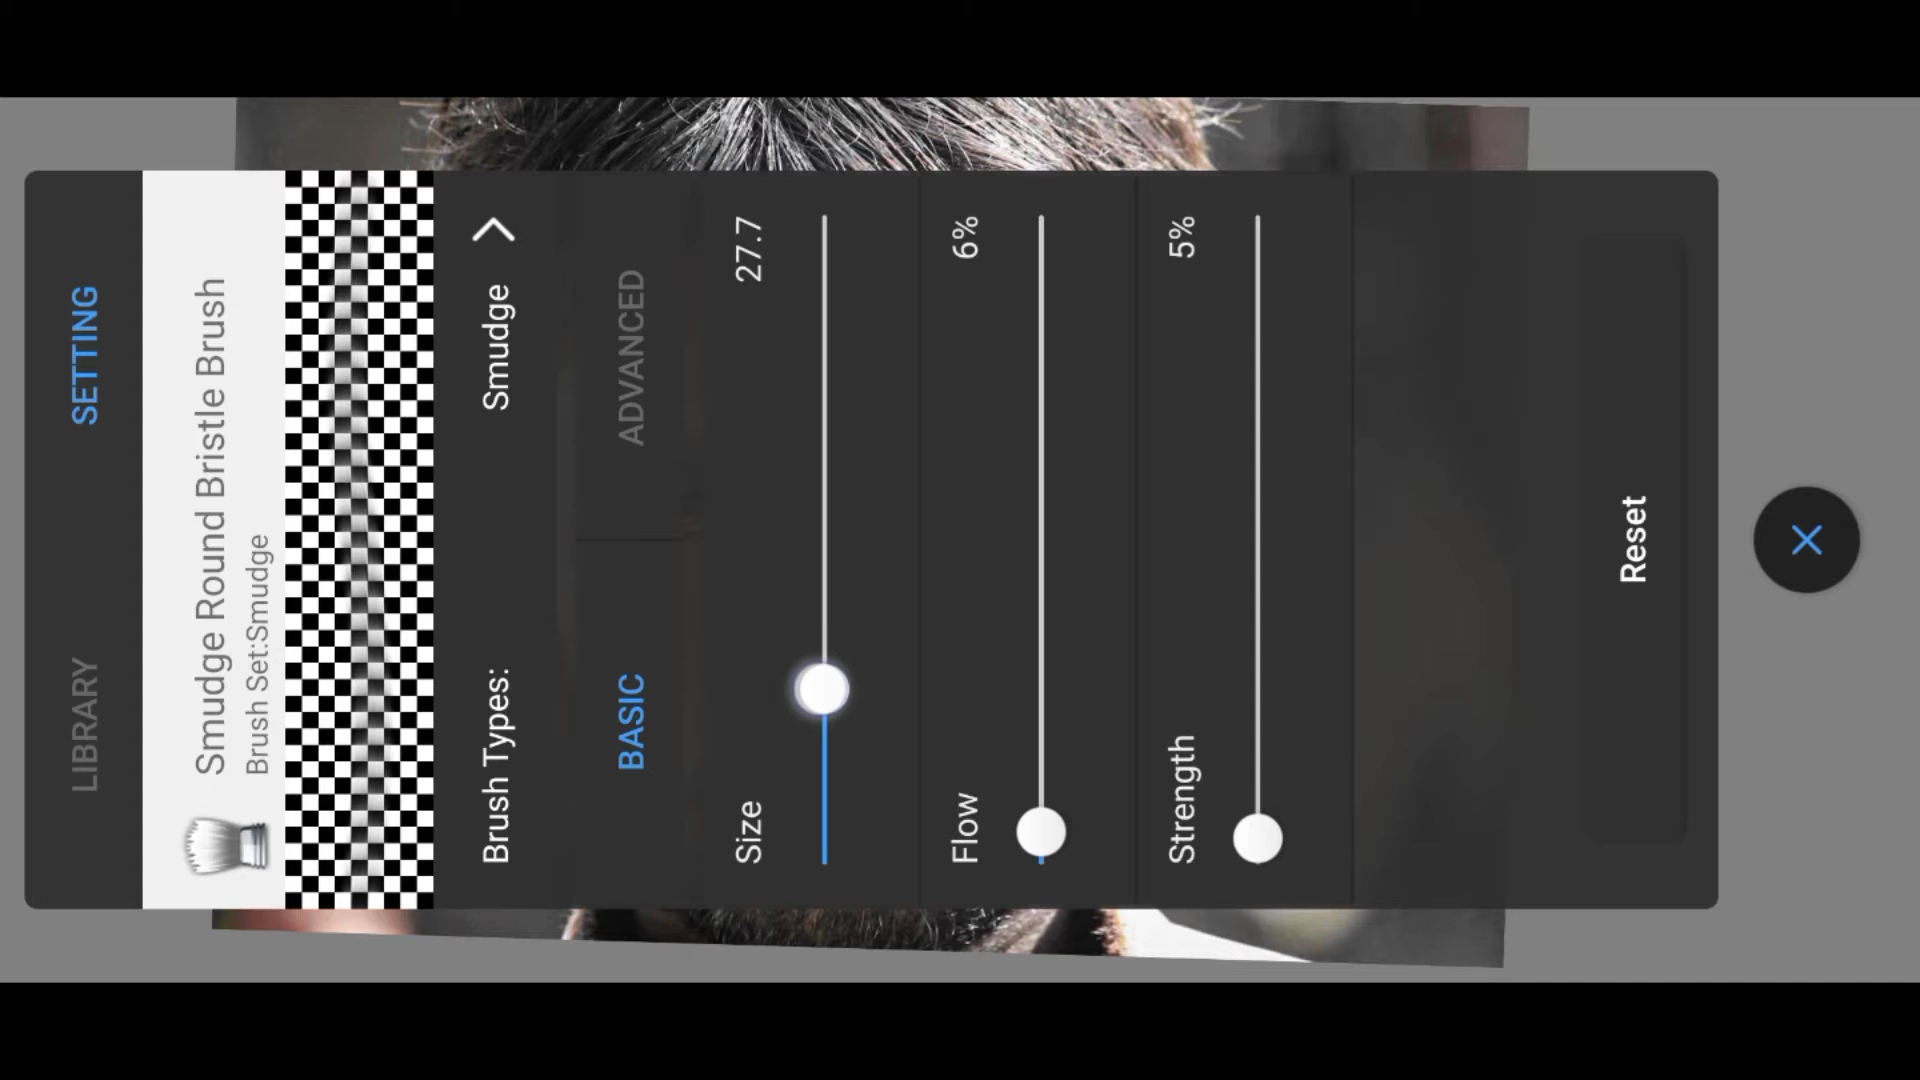 LIBRARY SETTING
Smudge Round Bristle Brush
Brush Set:Smudge
Brush Types: Smudge
BASIC ADVANCED
Size 27.7
Flow 6%
Strength 5%
Reset